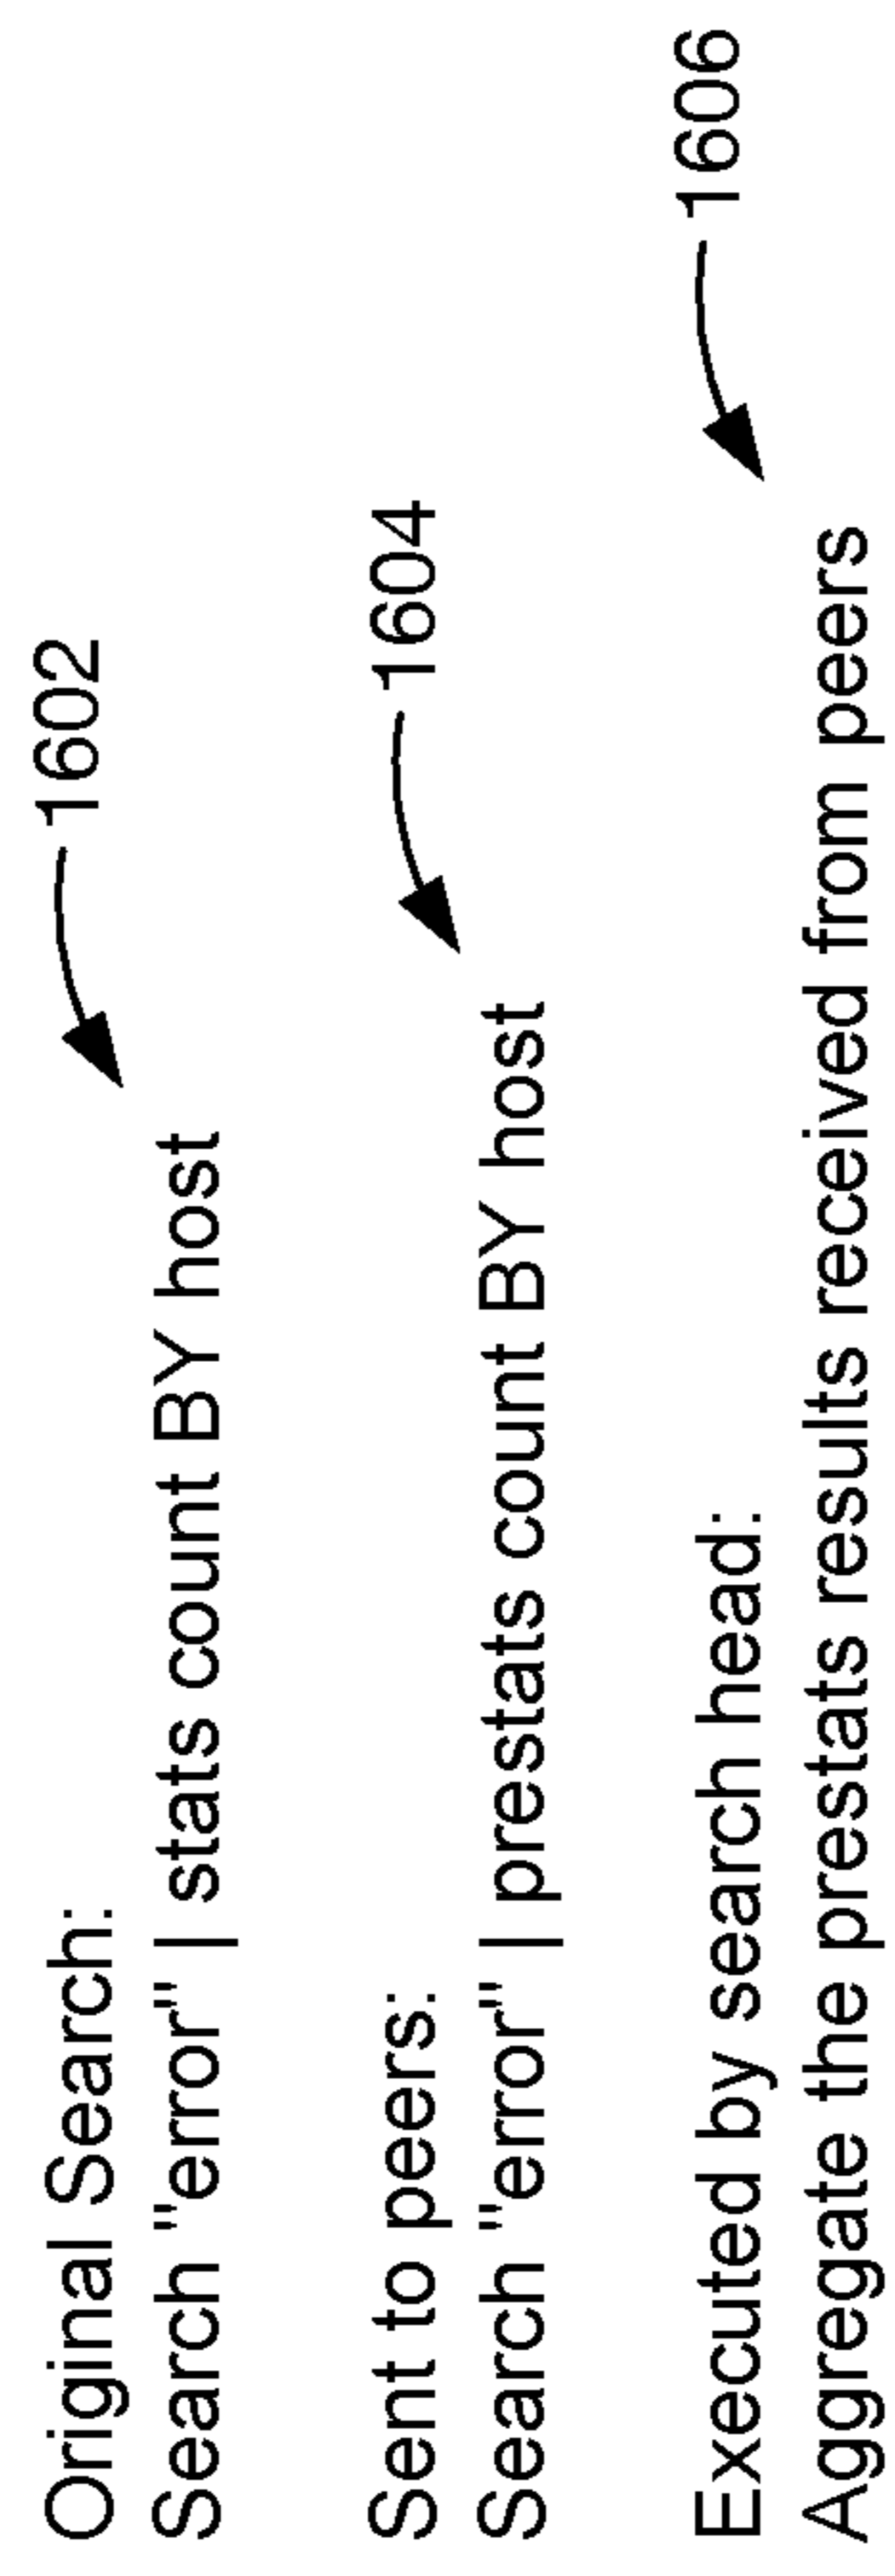 Original Search:
1602
Search "error" | stats count BY host
Sent to peers:
1604
Search "error" | prestats count BY host
Executed by search head:
1606
Aggregate the prestats results received from peers